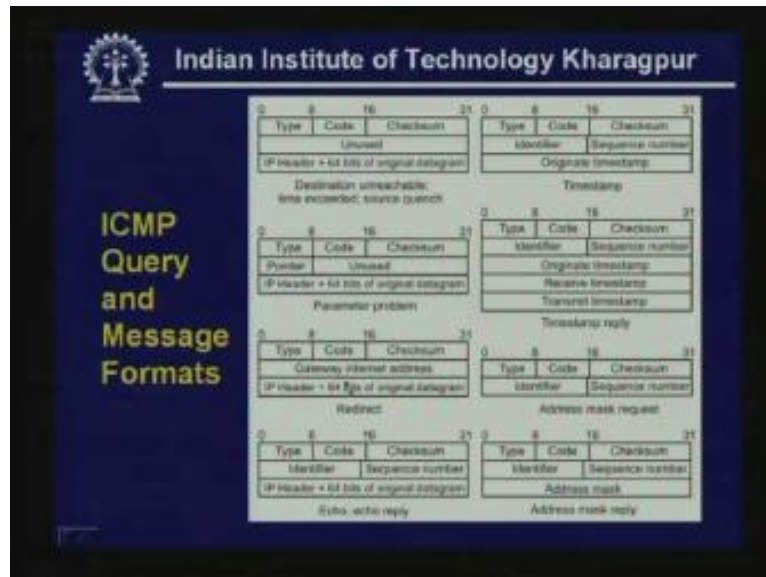 Indian Institute of Technology Kharagpur
ICMP
Query
and
Message
Formats
0 8 16 31
Type Code Checksum
Unused
IP Header + 64 bits of original datagram
Destination unreachable;
time exceeded; source quench
0 8 16 31
Type Code Checksum
Pointer Unused
IP Header + 64 bits of original datagram
Parameter problem
0 8 16 31
Type Code Checksum
Gateway internet address
IP Header + 64 bits of original datagram
Redirect
0 8 16 31
Type Code Checksum
Identifier Sequence number
IP Header + 64 bits of original datagram
Echo, echo reply
0 8 16 31
Type Code Checksum
Identifier Sequence number
Originate timestamp
Timestamp
0 8 16 31
Type Code Checksum
Identifier Sequence number
Originate timestamp
Receive timestamp
Transmit timestamp
Timestamp reply
0 8 16 31
Type Code Checksum
Identifier Sequence number
Address mask request
0 8 16 31
Type Code Checksum
Identifier Sequence number
Address mask
Address mask reply